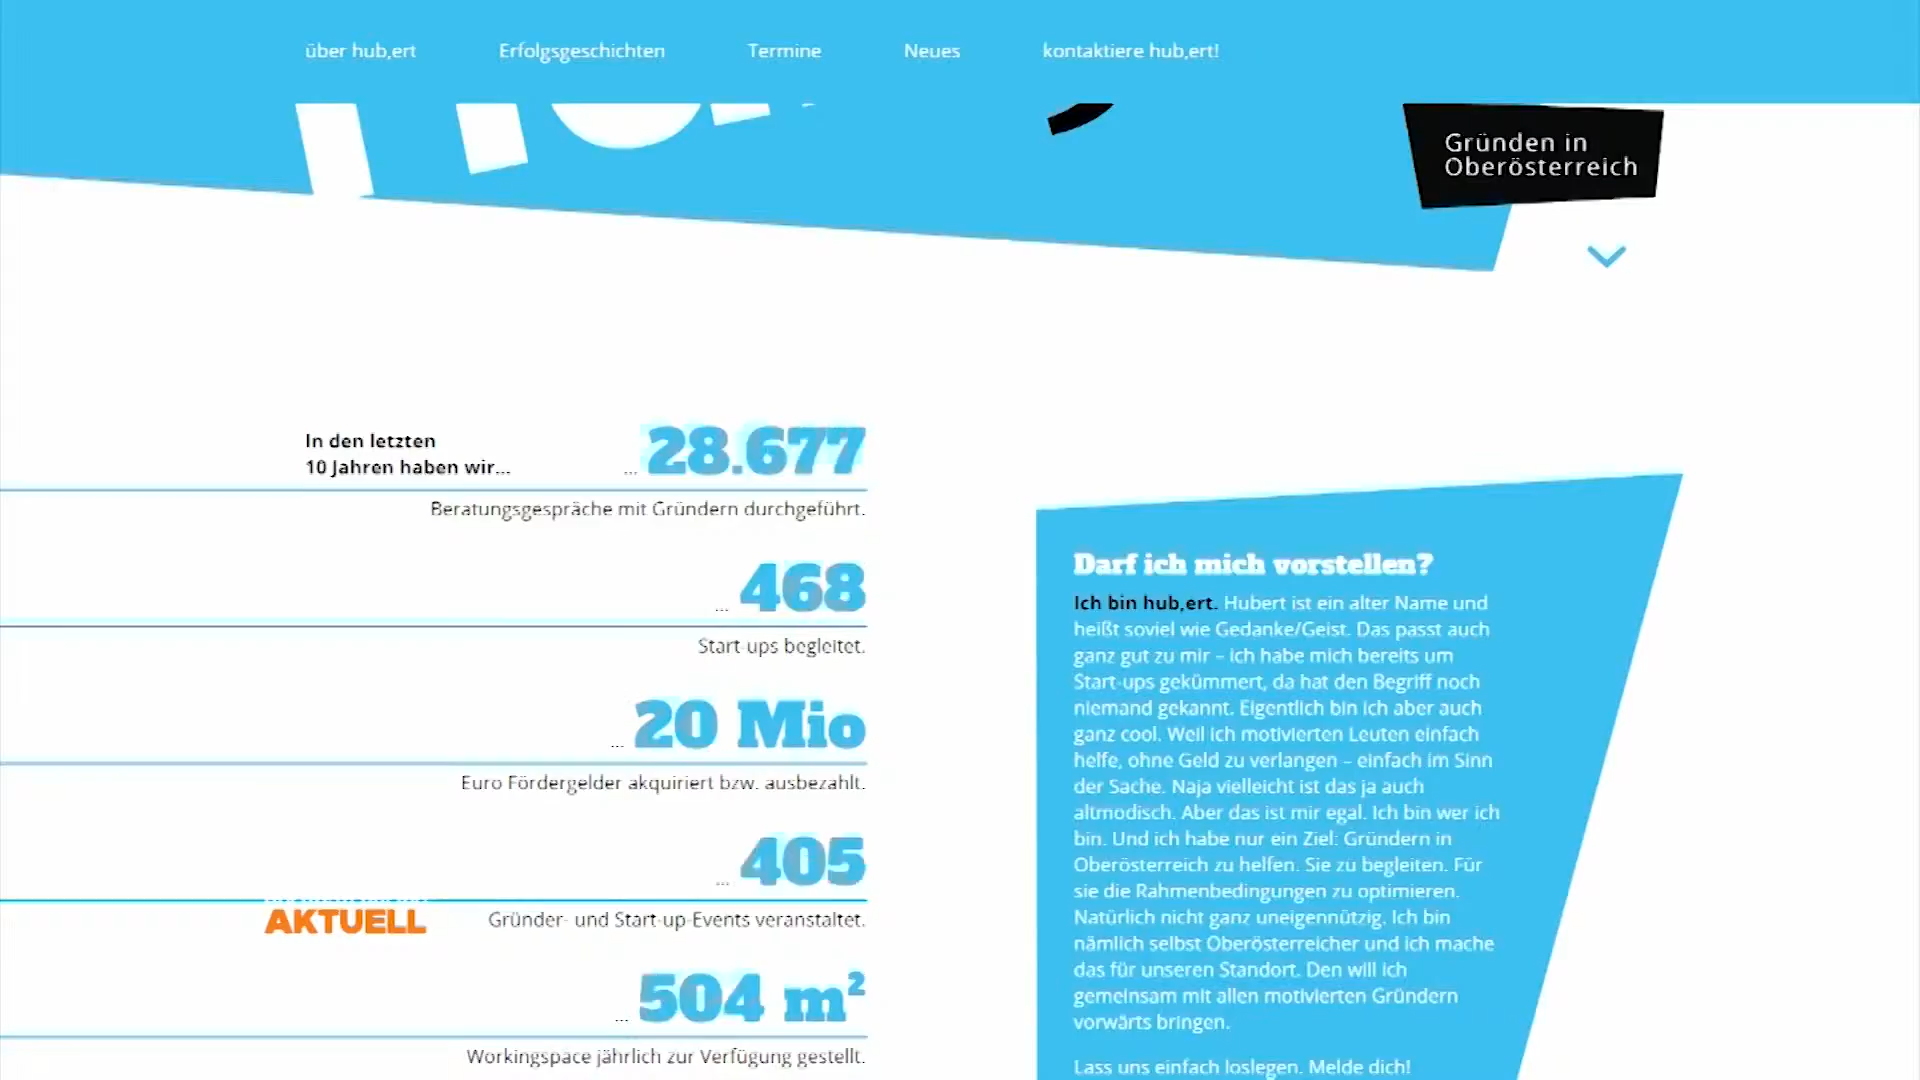 über hub,ert
Erfolgsgeschichten
Termine
Neues
kontaktiere hub,ert!
Gründen in
Oberösterreich
In den letzten
10 Jahren haben wir...
... 28.677
Beratungsgespräche mit Gründern durchgeführt.
... 468
Start-ups begleitet.
... 20 Mio
Euro Fördergelder akquiriert bzw. ausbezahlt.
... 405
Gründer- und Start-up-Events veranstaltet.
AKTUELL
... 504 m²
Workingspace jährlich zur Verfügung gestellt.
Darf ich mich vorstellen?
Ich bin hub,ert. Hubert ist ein alter Name und
heißt soviel wie Gedanke/Geist. Das passt auch
ganz gut zu mir – ich habe mich bereits um
Start-ups gekümmert, da hat den Begriff noch
niemand gekannt. Eigentlich bin ich aber auch
ganz cool. Weil ich motivierten Leuten einfach
helfe, ohne Geld zu verlangen – einfach im Sinn
der Sache. Naja vielleicht ist das ja auch
altmodisch. Aber das ist mir egal. Ich bin wer ich
bin. Und ich habe nur ein Ziel: Gründern in
Oberösterreich zu helfen. Sie zu begleiten. Für
sie die Rahmenbedingungen zu optimieren.
Natürlich nicht ganz uneigennützig. Ich bin
nämlich selbst Oberösterreicher und ich mache
das für unseren Standort. Den will ich
gemeinsam mit allen motivierten Gründern
vorwärts bringen.
Lass uns einfach loslegen. Melde dich!